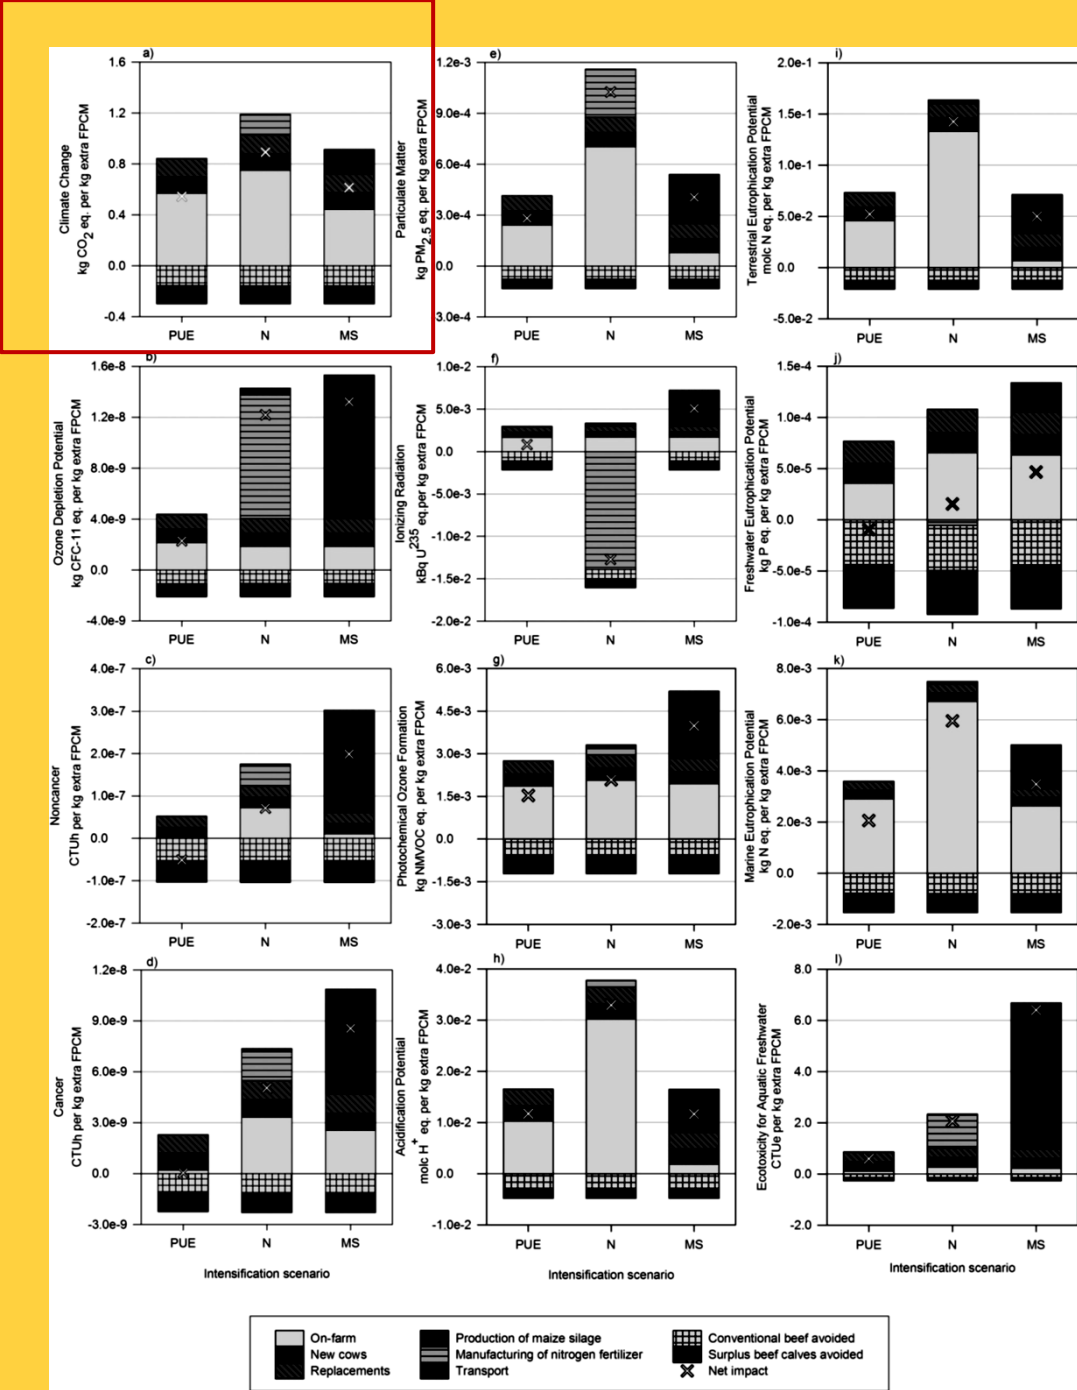 a)
Climate Change
kg CO2 eq. per kg extra FPCM
1.6
1.2
0.8
0.4
0.0
-0.4
PUE N MS
b)
Ozone Depletion Potential
kg CFC-11 eq. per kg extra FPCM
1.6e-8
1.2e-8
8.0e-9
4.0e-9
0.0
-4.0e-9
PUE N MS
c)
Noncancer
CTUh per kg extra FPCM
4.0e-7
3.0e-7
2.0e-7
1.0e-7
0.0
-1.0e-7
-2.0e-7
PUE N MS
d)
Cancer
CTUh per kg extra FPCM
1.2e-8
9.0e-9
6.0e-9
3.0e-9
0.0
-3.0e-9
PUE N MS
Intensification scenario
e)
Particulate Matter
kg PM2.5 eq. per kg extra FPCM
1.2e-3
9.0e-4
6.0e-4
3.0e-4
0.0
3.0e-4
PUE N MS
f)
Ionizing Radiation
kBq U235 eq.per kg extra FPCM
1.0e-2
5.0e-3
0.0
-5.0e-3
-1.0e-2
-1.5e-2
-2.0e-2
PUE N MS
g)
Photochemical Ozone Formation
kg NMVOC eq. per kg extra FPCM
6.0e-3
4.5e-3
3.0e-3
1.5e-3
0.0
-1.5e-3
-3.0e-3
PUE N MS
h)
Acidification Potential
molc H+ eq. per kg extra FPCM
4.0e-2
3.0e-2
2.0e-2
1.0e-2
0.0
-1.0e-2
PUE N MS
Intensification scenario
i)
Terrestrial Eutrophication Potential
molc N eq. per kg extra FPCM
2.0e-1
1.5e-1
1.0e-1
5.0e-2
0.0
-5.0e-2
PUE N MS
j)
Freshwater Eutrophication Potential
kg P eq. per kg extra FPCM
1.5e-4
1.0e-4
5.0e-5
0.0
-5.0e-5
-1.0e-4
PUE N MS
k)
Marine Eutrophication Potential
kg N eq. per kg extra FPCM
8.0e-3
6.0e-3
4.0e-3
2.0e-3
0.0
-2.0e-3
PUE N MS
l)
Ecotoxicity for Aquatic Freshwater
CTUe per kg extra FPCM
8.0
6.0
4.0
2.0
0.0
-2.0
PUE N MS
Intensification scenario
On-farm
New cows
Replacements
Production of maize silage
Manufacturing of nitrogen fertilizer
Transport
Conventional beef avoided
Surplus beef calves avoided
Net impact